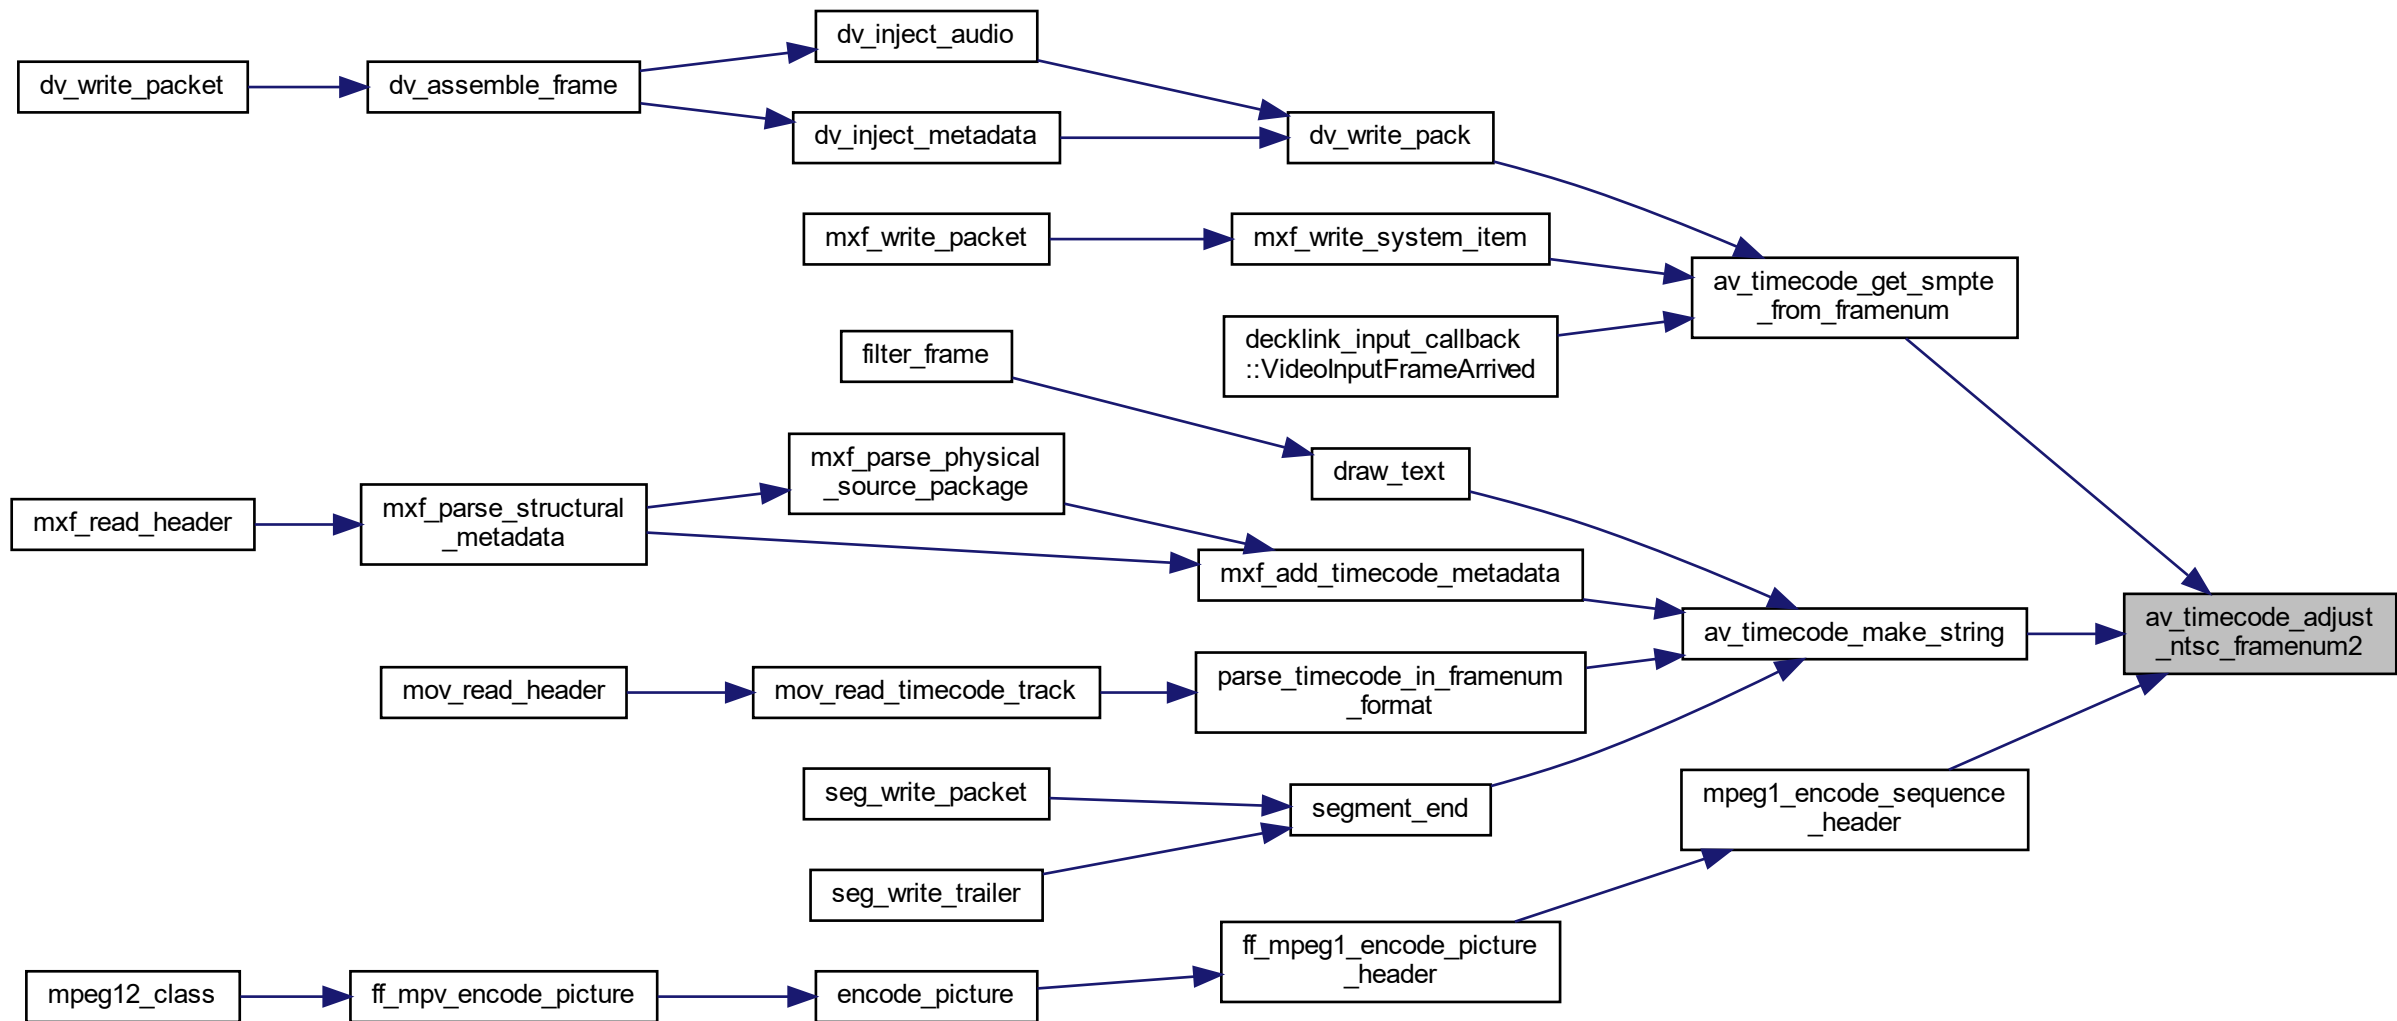 dv_inject_audio
dv_write_packet
dv_assemble_frame
dv_inject_metadata
dv_write_pack
mxf_write_packet
mxf_write_system_item
av_timecode_get_smpte
_from_framenum
decklink_input_callback
::VideoInputFrameArrived
filter_frame
draw_text
mxf_parse_physical
_source_package
mxf_read_header
mxf_parse_structural
_metadata
mxf_add_timecode_metadata
av_timecode_make_string
av_timecode_adjust
_ntsc_framenum2
mov_read_header
mov_read_timecode_track
parse_timecode_in_framenum
_format
seg_write_packet
segment_end
mpeg1_encode_sequence
_header
seg_write_trailer
ff_mpeg1_encode_picture
_header
mpeg12_class
ff_mpv_encode_picture
encode_picture